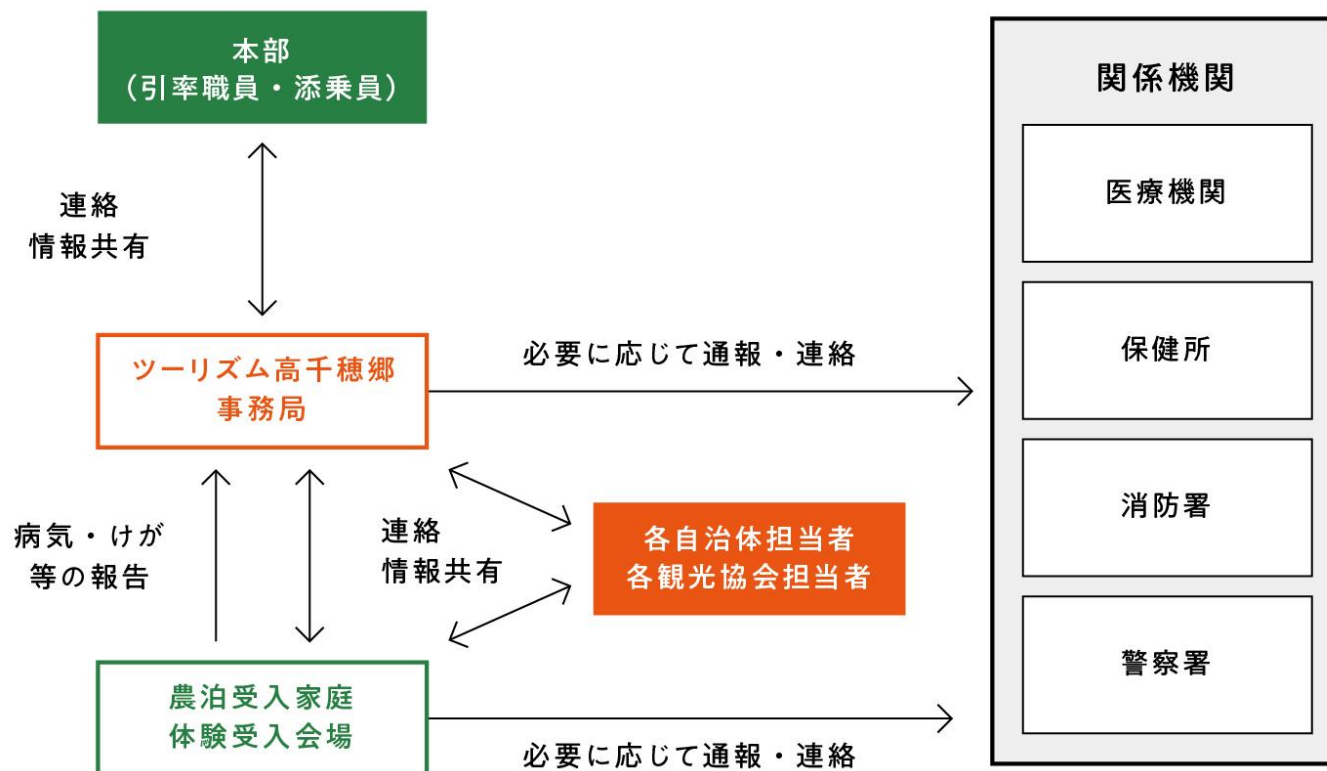 本部
(引率職員・添乗員)
連絡
情報共有
ツーリズム高千穂郷
事務局
必要に応じて通報・連絡
病気・けが
等の報告
連絡
情報共有
各自治体担当者
各観光協会担当者
農泊受入家庭
体験受入会場
必要に応じて通報・連絡
関係機関
医療機関
保健所
消防署
警察署